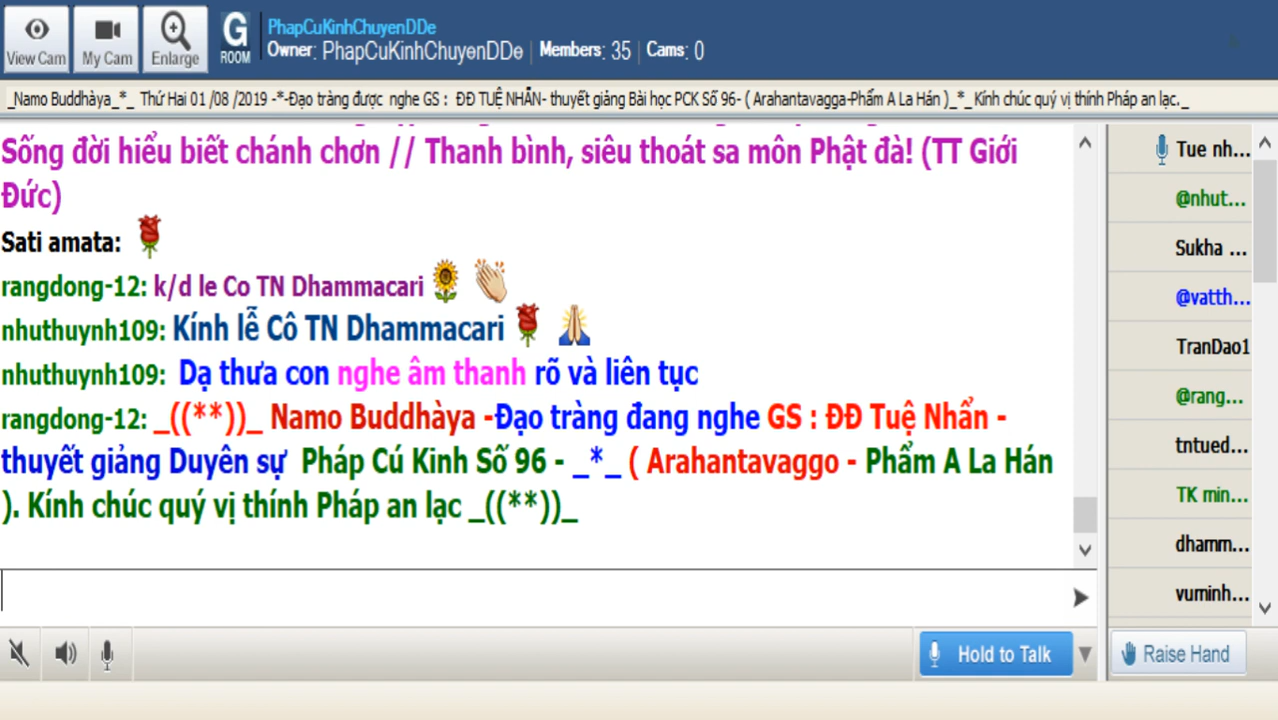 PhapCuKinhChuyenDDe
Owner: PhapCuKinhChuyenDDe | Members: 35 | Cams: 0
View Cam
My Cam
Enlarge
G ROOM
_Namo Buddhàya_*_ Thứ Hai 01 /08 /2019 -*-Đạo tràng được nghe GS : ĐĐ TUỆ NHẪN- thuyết giảng Bài học PCK Số 96- ( Arahantavagga-Phẩm A La Hán )_*_ Kính chúc quý vị thính Pháp an lạc._
Sống đời hiểu biết chánh chơn // Thanh bình, siêu thoát sa môn Phật đà! (TT Giới
Đức)
Sati amata:
rangdong-12: k/d le Co TN Dhammacari
nhuthuynh109: Kính lễ Cô TN Dhammacari
nhuthuynh109: Dạ thưa con nghe âm thanh rõ và liên tục
rangdong-12: _((**))_ Namo Buddhàya -Đạo tràng đang nghe GS : ĐĐ Tuệ Nhẩn -
thuyết giảng Duyên sự Pháp Cú Kinh Số 96 - _*_ ( Arahantavaggo - Phẩm A La Hán
). Kính chúc quý vị thính Pháp an lạc _((**))_
Tue nh...
@nhut...
Sukha ...
@vatth...
TranDao1
@rang...
tntued...
TK min...
dhamm...
vuminh...
Hold to Talk
Raise Hand